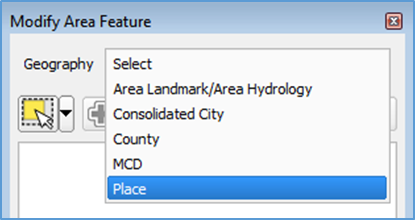 Modify Area Feature
Geography
Select
Area Landmark/Area Hydrology
Consolidated City
County
MCD
Place